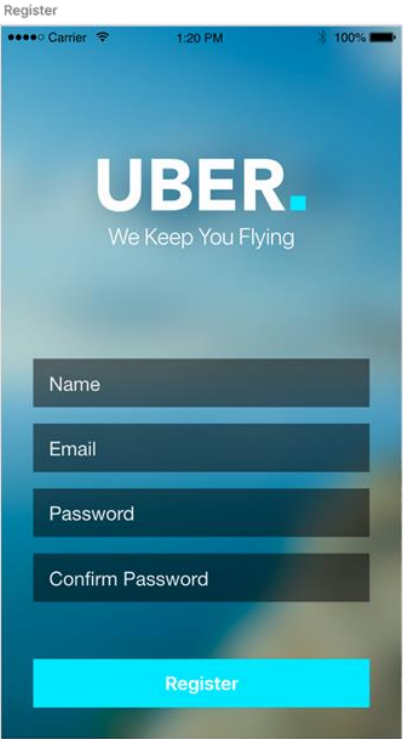 Register
Carrier 1:20 PM 100%
UBER.
We Keep You Flying
Name
Email
Password
Confirm Password
Register